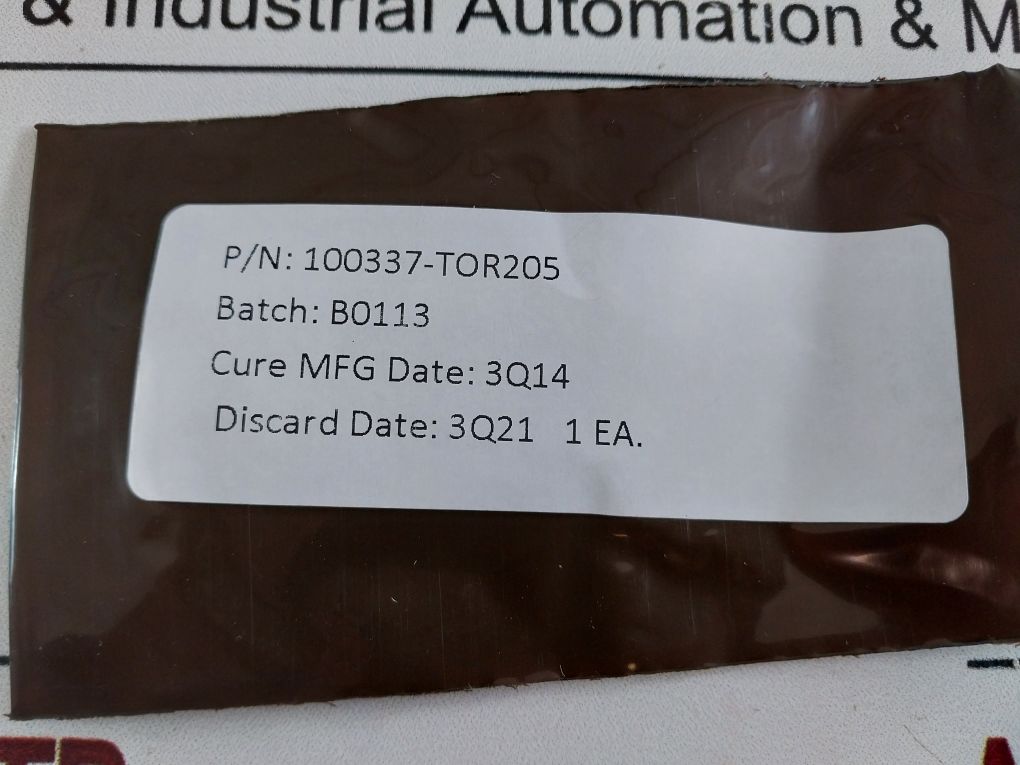 & Industrial Automation & M
P/N: 100337-TOR205
Batch: B0113
Cure MFG Date: 3Q14
Discard Date: 3Q21 1 EA.